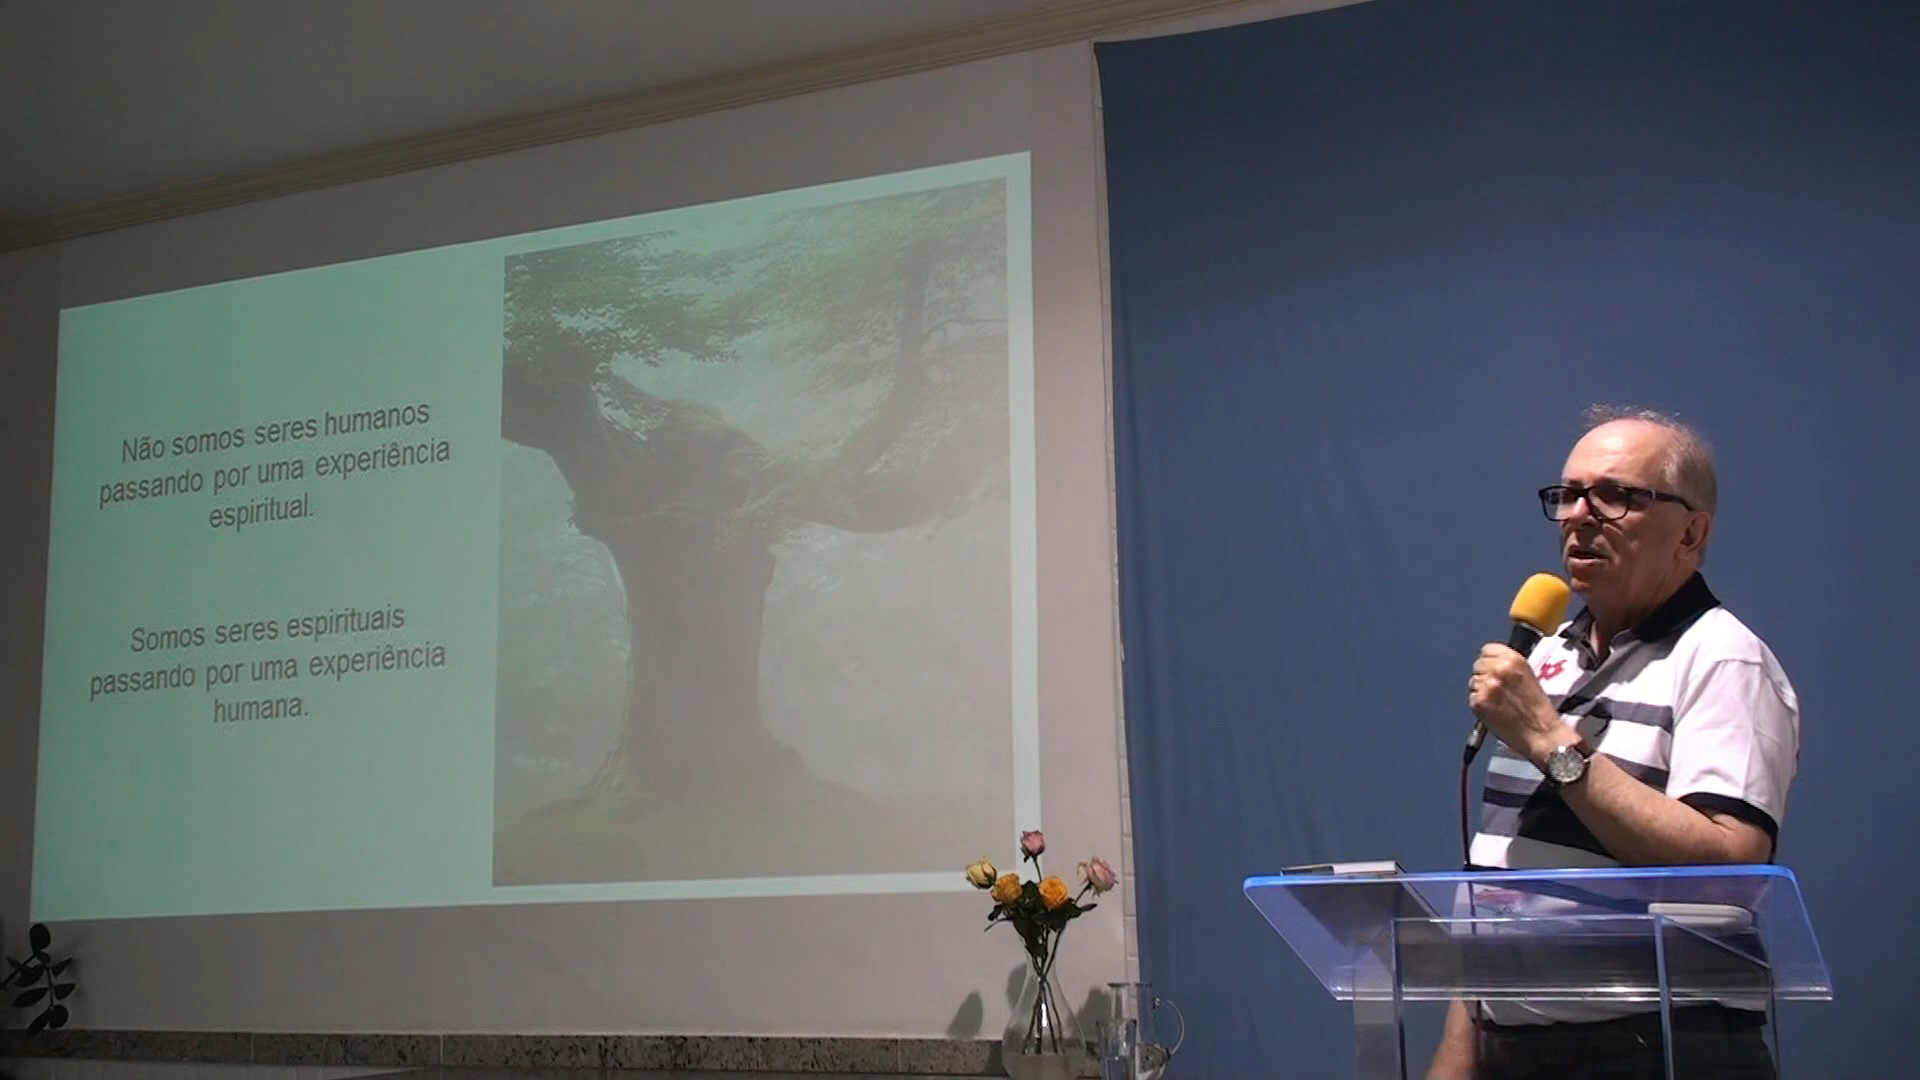 Não somos seres humanos
passando por uma experiência
espiritual.
Somos seres espirituais
passando por uma experiência
humana.